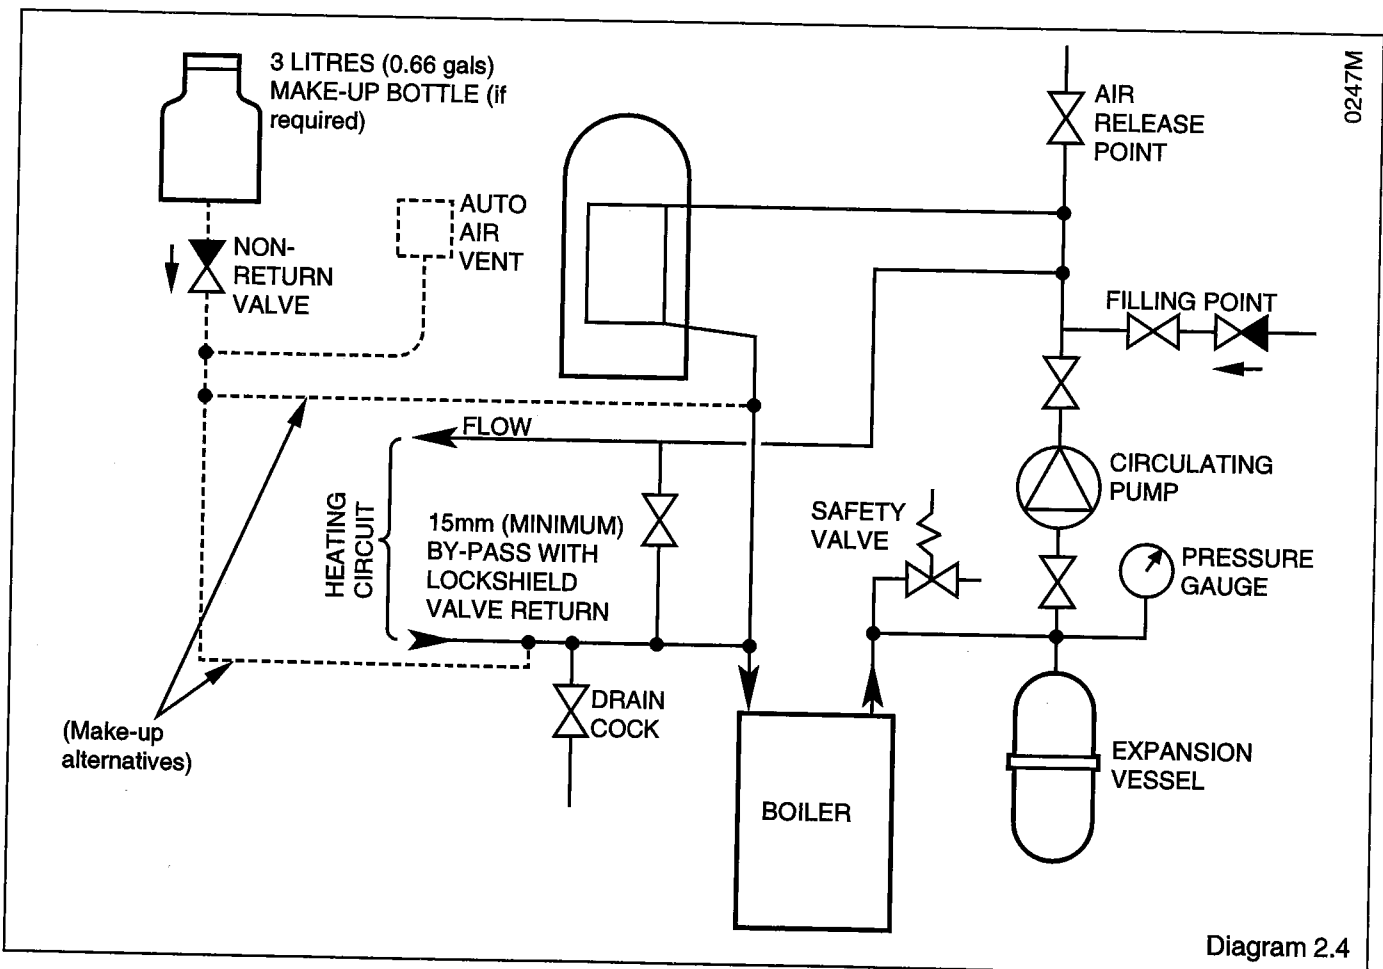 3 LITRES (0.66 gals)
MAKE-UP BOTTLE (if
required)
AIR
RELEASE
POINT
0247M
AUTO
AIR
VENT
NON-
RETURN
VALVE
FILLING POINT
FLOW
HEATING
CIRCUIT
15mm (MINIMUM)
BY-PASS WITH
LOCKSHIELD
VALVE RETURN
SAFETY
VALVE
CIRCULATING
PUMP
PRESSURE
GAUGE
DRAIN
COCK
(Make-up
alternatives)
BOILER
EXPANSION
VESSEL
Diagram 2.4